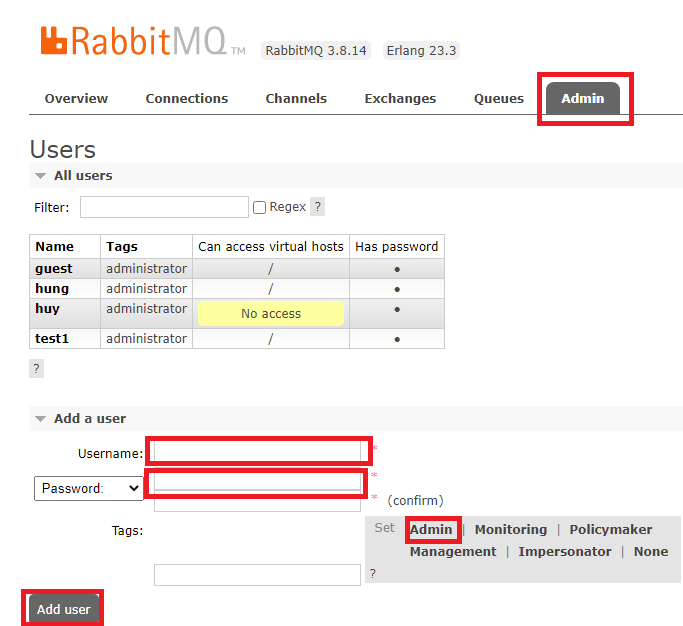 RabbitMQ TM RabbitMQ 3.8.14 Erlang 23.3
Overview Connections Channels Exchanges Queues Admin
Users
All users
Filter: Regex ?
Name Tags Can access virtual hosts Has password
guest administrator / •
hung administrator / •
huy administrator No access •
test1 administrator / •
?
Add a user
Username: *
Password: *
* (confirm)
Tags: Set Admin | Monitoring | Policymaker
Management | Impersonator | None
?
Add user